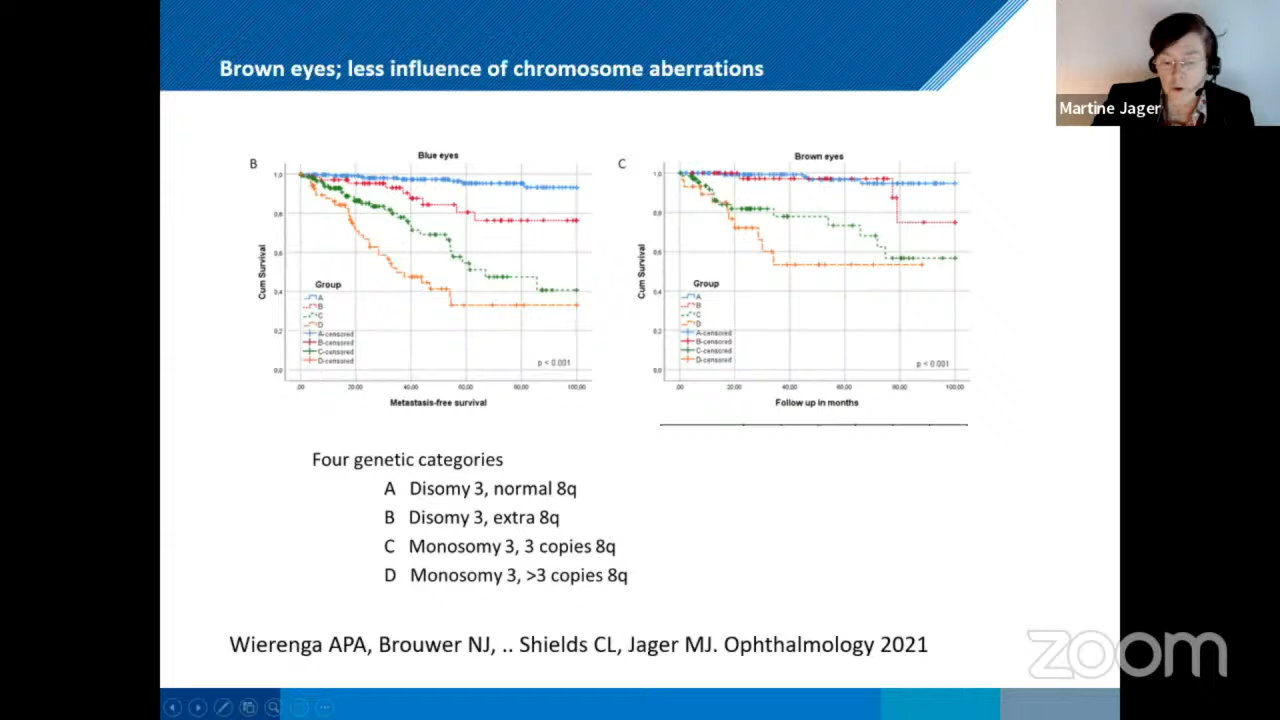 Brown eyes; less influence of chromosome aberrations
Martine Jager
B
Blue eyes
Cum Survival
1,0
0,8
0,6
0,4
0,2
0,0
Group
A
B
C
D
A-censored
B-censored
C-censored
D-censored
p < 0.001
,00 20,00 40,00 60,00 80,00 100,00
Metastasis-free survival
C
Brown eyes
Cum Survival
1,0
0,8
0,6
0,4
0,2
0,0
Group
A
B
C
D
A-censored
B-censored
C-censored
D-censored
p < 0.001
,00 20,00 40,00 60,00 80,00 100,00
Follow up in months
Four genetic categories
A Disomy 3, normal 8q
B Disomy 3, extra 8q
C Monosomy 3, 3 copies 8q
D Monosomy 3, >3 copies 8q
Wierenga APA, Brouwer NJ, .. Shields CL, Jager MJ. Ophthalmology 2021
zoom